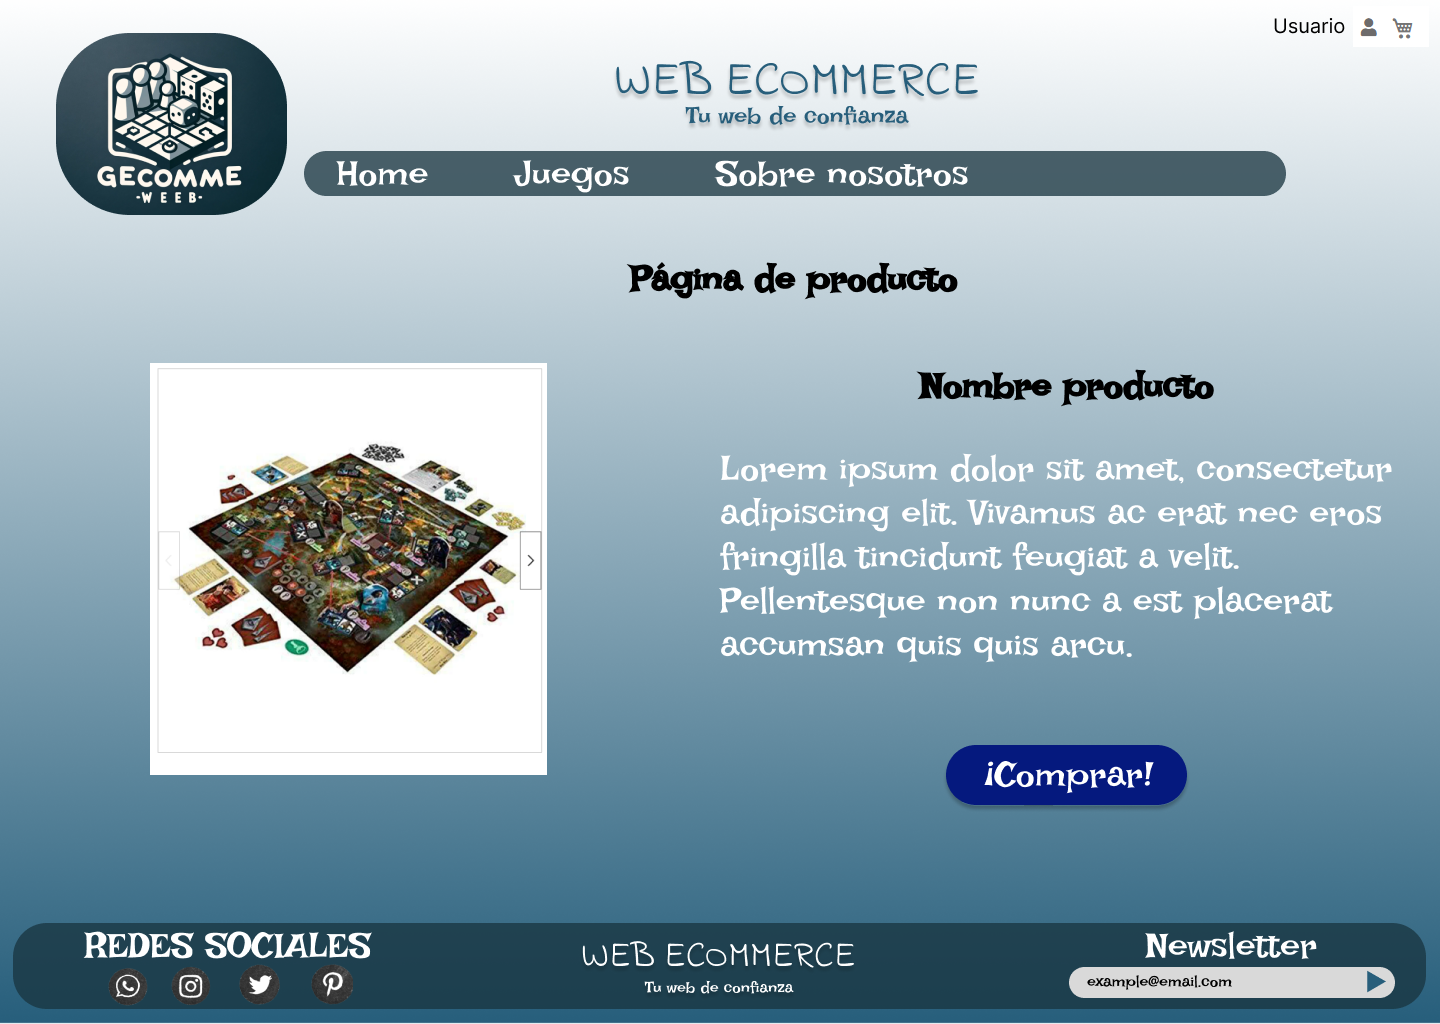 Usuario
WEB ECOMMERCE
Tu web de confianza
GECOMME
-WEEB-
Home Juegos Sobre nosotros
Página de producto
Nombre producto
Lorem ipsum dolor sit amet, consectetur
adipiscing elit. Vivamus ac erat nec eros
fringilla tincidunt feugiat a velit.
Pellentesque non nunc a est placerat
accumsan quis quis arcu.
¡Comprar!
REDES SOCIALES
WEB ECOMMERCE
Tu web de confianza
Newsletter
example@email.com